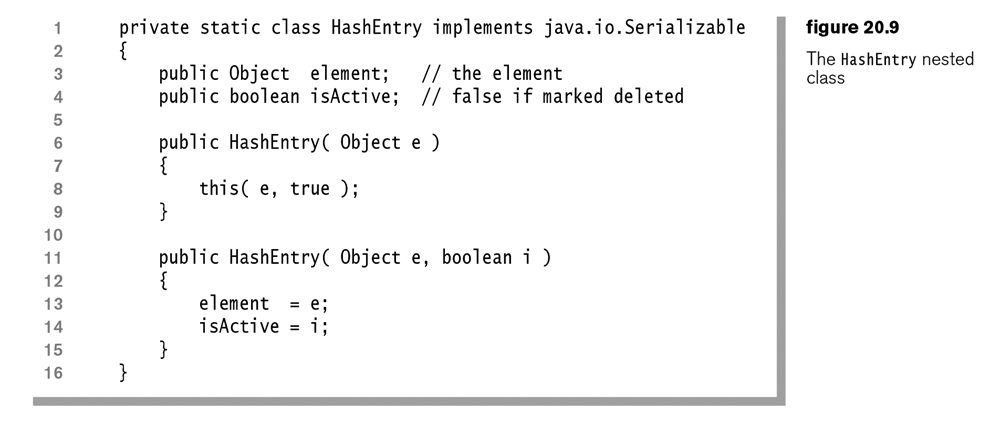 1 private static class HashEntry implements java.io.Serializable
2 {
3     public Object  element;   // the element
4     public boolean isActive;  // false if marked deleted
5
6     public HashEntry( Object e )
7     {
8         this( e, true );
9     }
10
11     public HashEntry( Object e, boolean i )
12     {
13         element  = e;
14         isActive = i;
15     }
16 }
figure 20.9
The HashEntry nested
class